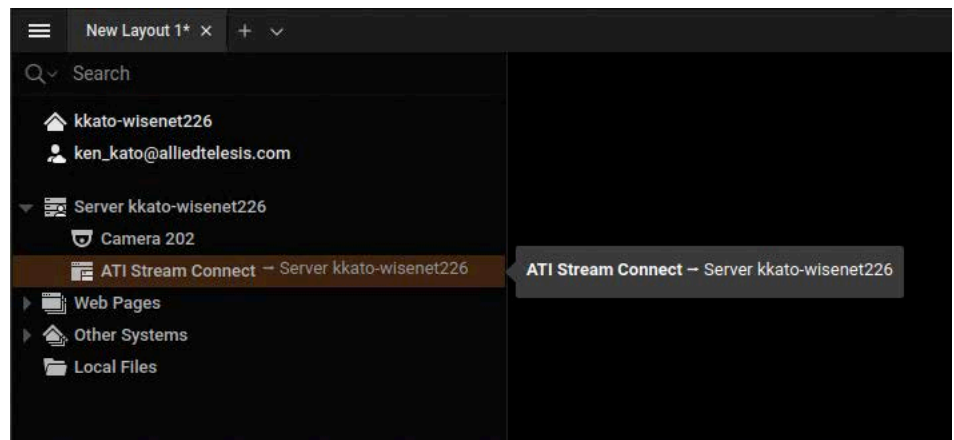 New Layout 1* × + 
Search
kkato-wisenet226
ken_kato@alliedtelesis.com
Server kkato-wisenet226
Camera 202
ATI Stream Connect – Server kkato-wisenet226
ATI Stream Connect – Server kkato-wisenet226
Web Pages
Other Systems
Local Files